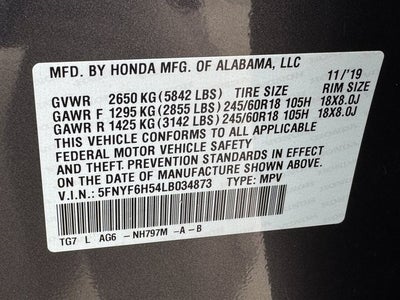 MFD. BY HONDA MFG. OF ALABAMA, LLC 11/'19
GVWR 2650 KG (5842 LBS) TIRE SIZE RIM SIZE
GAWR F 1295 KG (2855 LBS) 245/60R18 105H 18X8.0J
GAWR R 1425 KG (3142 LBS) 245/60R18 105H 18X8.0J
THIS VEHICLE CONFORMS TO ALL APPLICABLE
FEDERAL MOTOR VEHICLE SAFETY
AND THEFT PREVENTION STANDARDS IN EFFECT
ON THE DATE OF MANUFACTURE SHOWN ABOVE.
V.I.N.: 5FNYF6H54LB034873 TYPE: MPV
TG7 L AG6 -NH797M -A -B